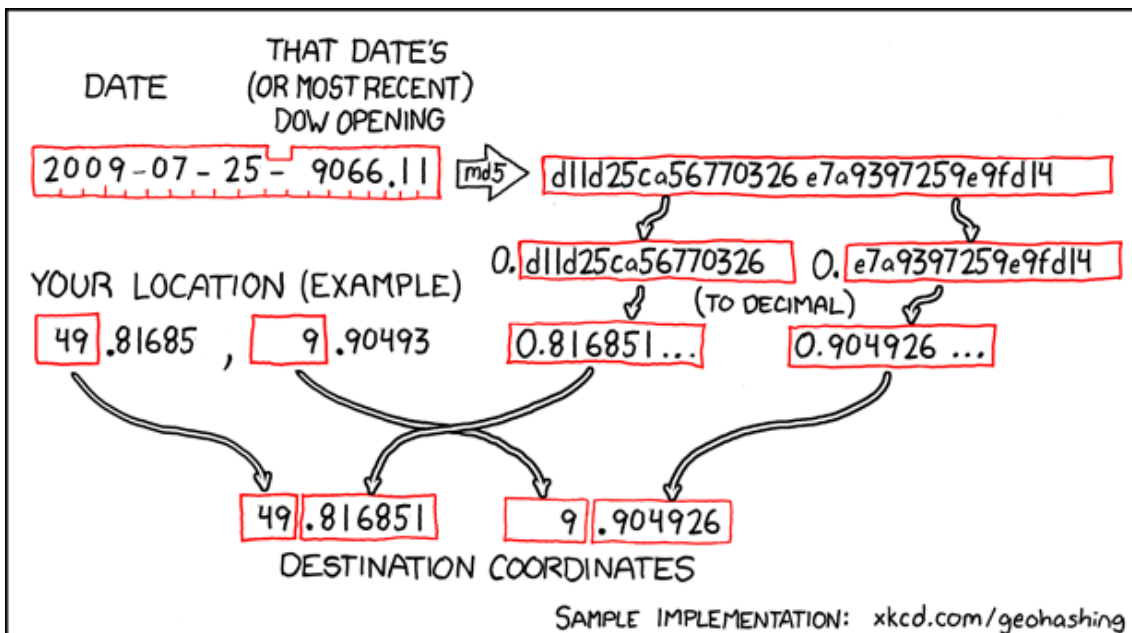 DATE
THAT DATE'S
(OR MOST RECENT)
DOW OPENING
2009-07-25-9066.11
md5
d11d25ca56770326e7a9397259e9fd14
0.d11d25ca56770326
0.e7a9397259e9fd14
(TO DECIMAL)
YOUR LOCATION (EXAMPLE)
49.81685, 9.90493
0.816851...
0.904926...
49.816851
9.904926
DESTINATION COORDINATES
SAMPLE IMPLEMENTATION: xkcd.com/geohashing